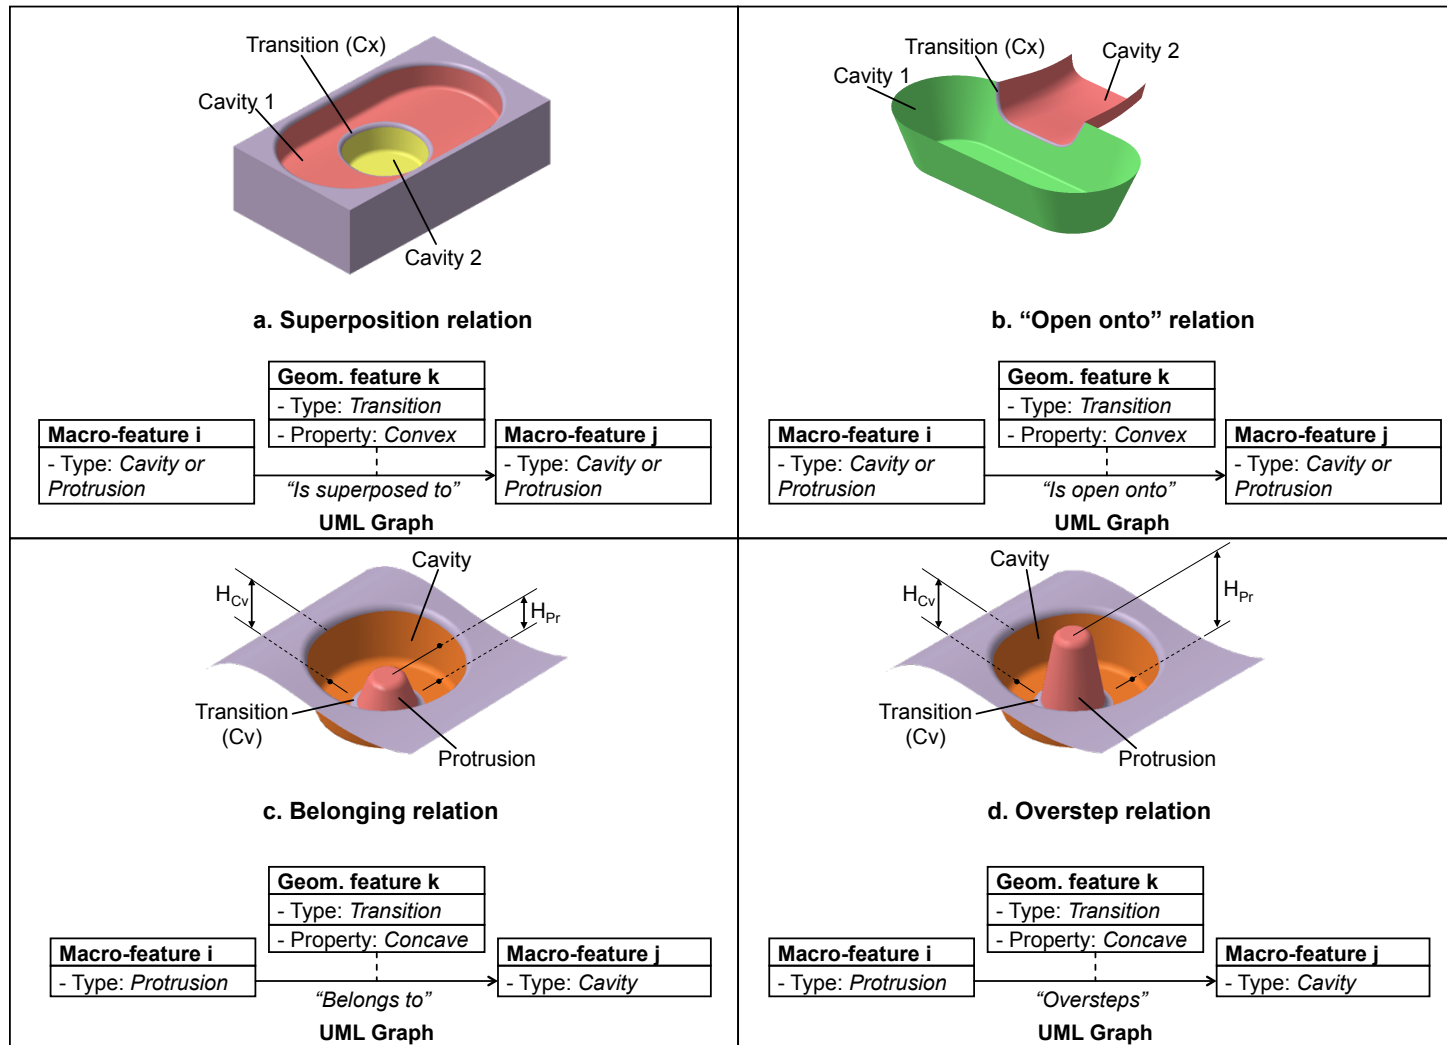 Transition (Cx)
Cavity 1
Cavity 2
a. Superposition relation
Geom. feature k
- Type: Transition
- Property: Convex
Macro-feature i
- Type: Cavity or
Protrusion
Macro-feature j
- Type: Cavity or
Protrusion
“Is superposed to”
UML Graph
Transition (Cx)
Cavity 2
Cavity 1
b. “Open onto” relation
Geom. feature k
- Type: Transition
- Property: Convex
Macro-feature i
- Type: Cavity or
Protrusion
Macro-feature j
- Type: Cavity or
Protrusion
“Is open onto”
UML Graph
Cavity
HCv
HPr
Transition
(Cv)
Protrusion
c. Belonging relation
Geom. feature k
- Type: Transition
- Property: Concave
Macro-feature i
- Type: Protrusion
Macro-feature j
- Type: Cavity
“Belongs to”
UML Graph
Cavity
HCv
HPr
Transition
(Cv)
Protrusion
d. Overstep relation
Geom. feature k
- Type: Transition
- Property: Concave
Macro-feature i
- Type: Protrusion
Macro-feature j
- Type: Cavity
“Oversteps”
UML Graph